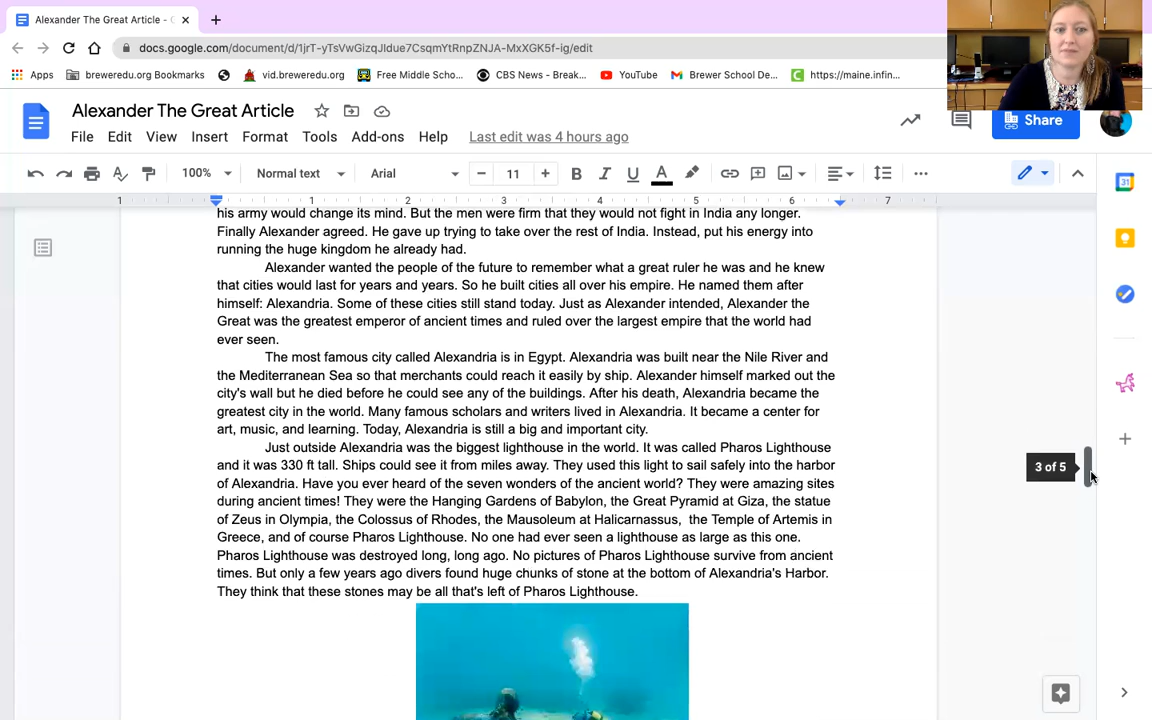 Alexander The Great Article -
docs.google.com/document/d/1jrT-yTsVwGizqJldue7CsqmYtRnpZNJA-MxXGK5f-ig/edit
Apps breweredu.org Bookmarks vid.breweredu.org Free Middle Scho... CBS News - Break... YouTube Brewer School De... https://maine.infin...
Alexander The Great Article
File Edit View Insert Format Tools Add-ons Help Last edit was 4 hours ago
Share
100% Normal text Arial - 11 + B I U A
1 1 2 3 4 5 6 7
31
his army would change its mind. But the men were firm that they would not fight in India any longer.
Finally Alexander agreed. He gave up trying to take over the rest of India. Instead, put his energy into
running the huge kingdom he already had.
Alexander wanted the people of the future to remember what a great ruler he was and he knew
that cities would last for years and years. So he built cities all over his empire. He named them after
himself: Alexandria. Some of these cities still stand today. Just as Alexander intended, Alexander the
Great was the greatest emperor of ancient times and ruled over the largest empire that the world had
ever seen.
The most famous city called Alexandria is in Egypt. Alexandria was built near the Nile River and
the Mediterranean Sea so that merchants could reach it easily by ship. Alexander himself marked out the
city's wall but he died before he could see any of the buildings. After his death, Alexandria became the
greatest city in the world. Many famous scholars and writers lived in Alexandria. It became a center for
art, music, and learning. Today, Alexandria is still a big and important city.
Just outside Alexandria was the biggest lighthouse in the world. It was called Pharos Lighthouse
and it was 330 ft tall. Ships could see it from miles away. They used this light to sail safely into the harbor
of Alexandria. Have you ever heard of the seven wonders of the ancient world? They were amazing sites
during ancient times! They were the Hanging Gardens of Babylon, the Great Pyramid at Giza, the statue
of Zeus in Olympia, the Colossus of Rhodes, the Mausoleum at Halicarnassus, the Temple of Artemis in
Greece, and of course Pharos Lighthouse. No one had ever seen a lighthouse as large as this one.
Pharos Lighthouse was destroyed long, long ago. No pictures of Pharos Lighthouse survive from ancient
times. But only a few years ago divers found huge chunks of stone at the bottom of Alexandria's Harbor.
They think that these stones may be all that's left of Pharos Lighthouse.
3 of 5